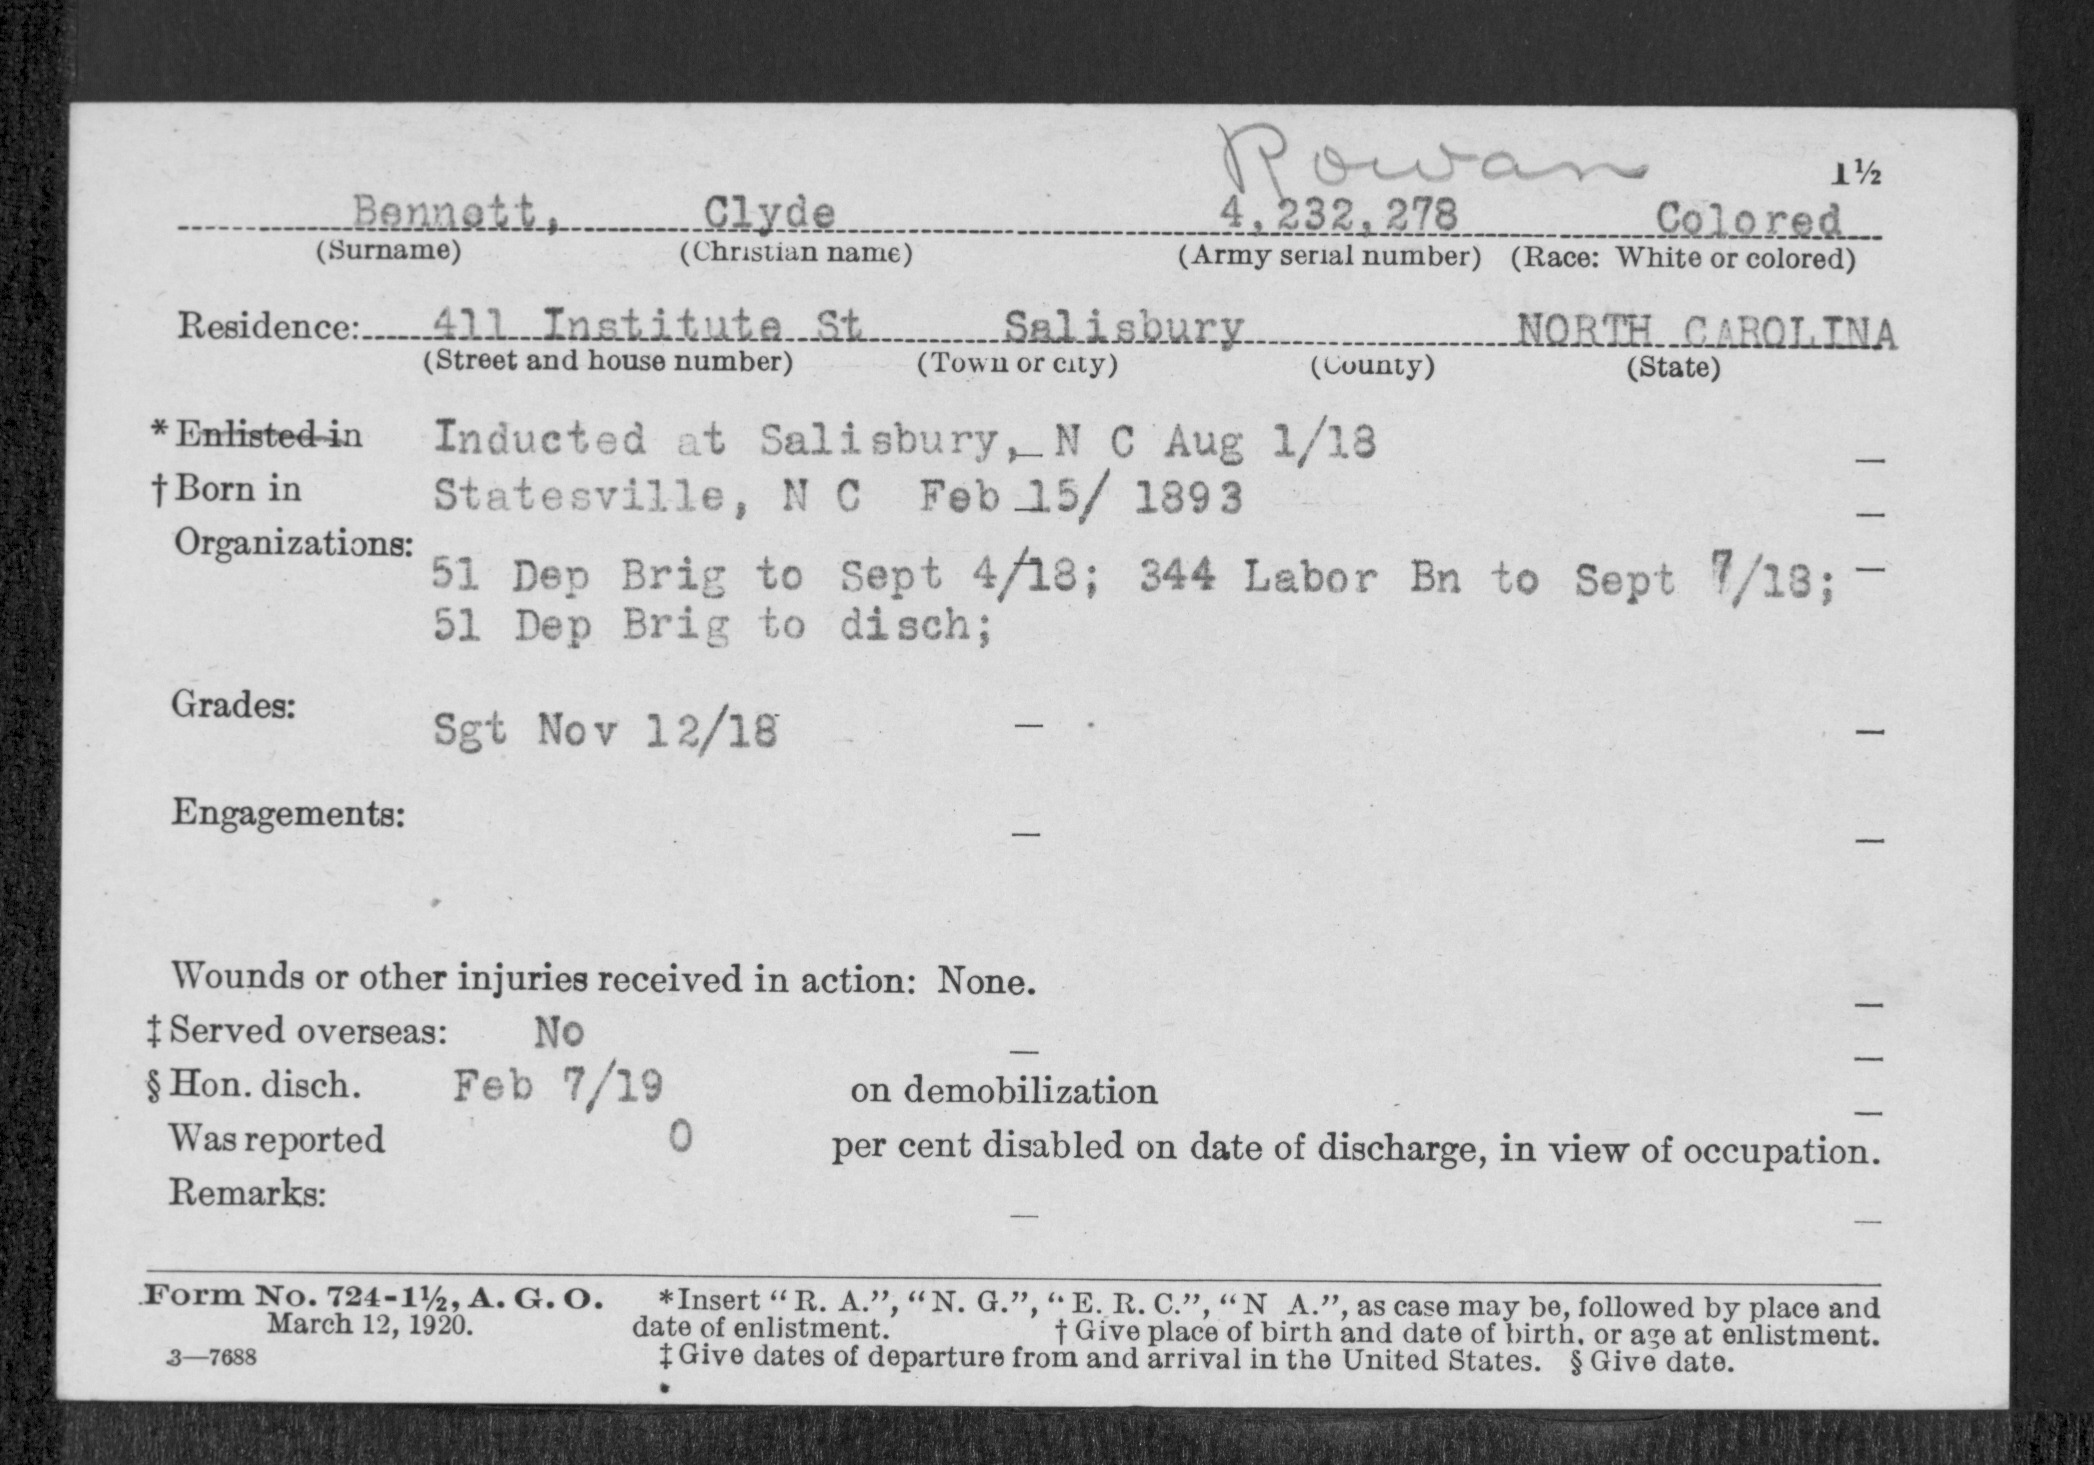 Rowan
1½
Bennett, Clyde 4,232,278 Colored
(Surname) (Christian name) (Army serial number) (Race: White or colored)
Residence: 411 Institute St Salisbury NORTH CAROLINA
(Street and house number) (Town or city) (County) (State)
*Enlisted in Inducted at Salisbury, N C Aug 1/18
†Born in Statesville, N C Feb 15/ 1893
Organizations:
51 Dep Brig to Sept 4/18; 344 Labor Bn to Sept 7/18;
51 Dep Brig to disch;
Grades:
Sgt Nov 12/18
Engagements:
Wounds or other injuries received in action: None.
‡Served overseas: No
§Hon. disch. Feb 7/19 on demobilization
Was reported 0 per cent disabled on date of discharge, in view of occupation.
Remarks:
Form No. 724-1½, A. G. O. *Insert "R. A.", "N. G.", "E. R. C.", "N A.", as case may be, followed by place and
March 12, 1920. date of enlistment. †Give place of birth and date of birth, or age at enlistment.
3—7688 ‡Give dates of departure from and arrival in the United States. §Give date.